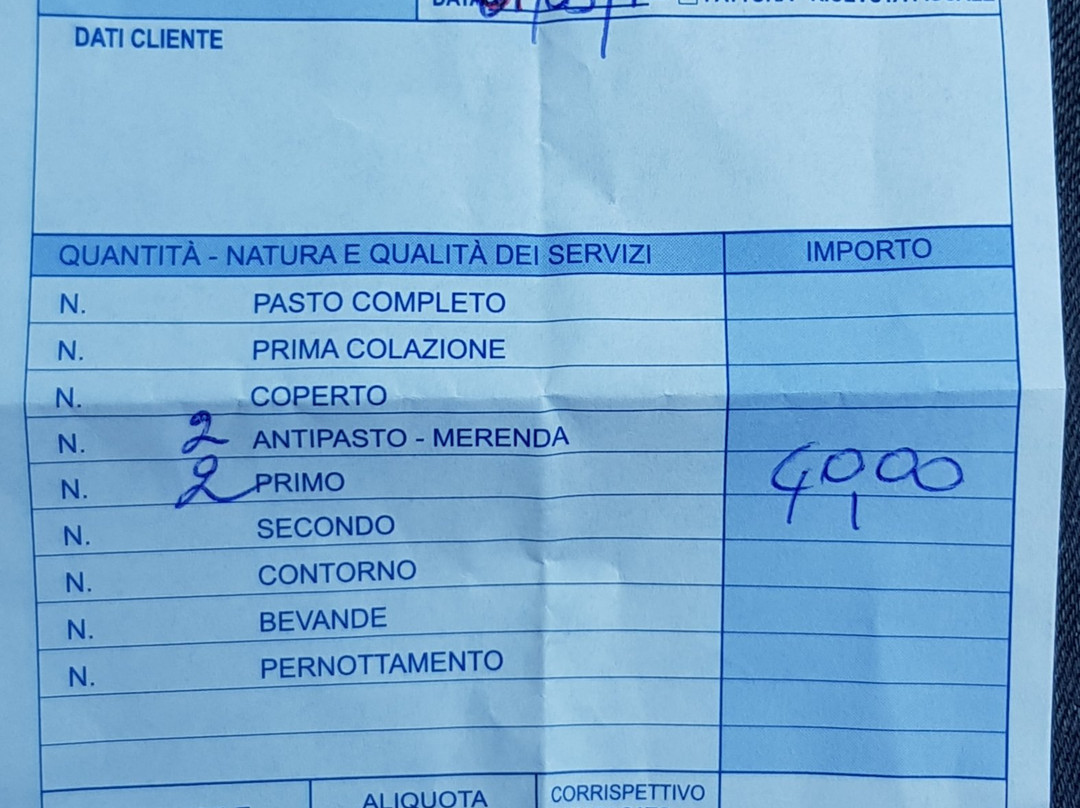 DATI CLIENTE
QUANTITÀ - NATURA E QUALITÀ DEI SERVIZI IMPORTO
N. PASTO COMPLETO
N. PRIMA COLAZIONE
N. COPERTO
N. 2 ANTIPASTO - MERENDA
N. 2 PRIMO 40,00
N. SECONDO
N. CONTORNO
N. BEVANDE
N. PERNOTTAMENTO
ALIQUOTA CORRISPETTIVO